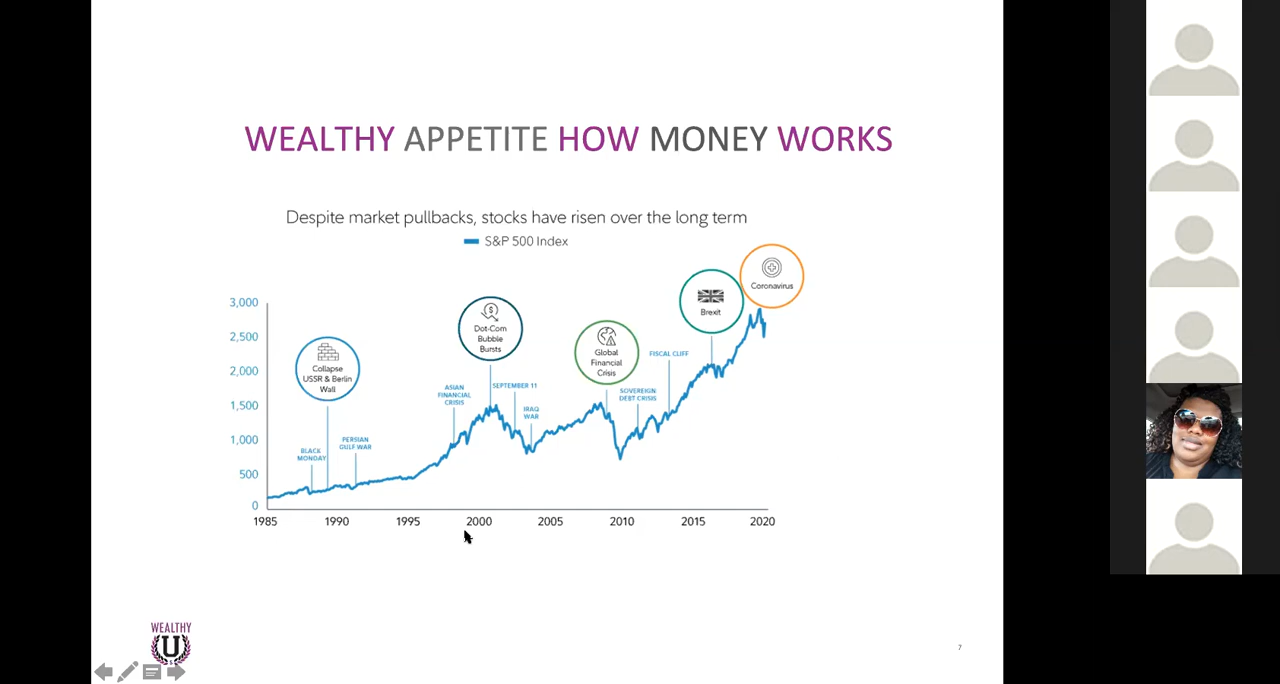 WEALTHY APPETITE HOW MONEY WORKS
Despite market pullbacks, stocks have risen over the long term
S&P 500 Index
Coronavirus
Brexit
3,000
2,500
2,000
1,500
1,000
500
0
Dot-Com
Bubble
Bursts
Global
Financial
Crisis
FISCAL CLIFF
Collapse
USSR & Berlin
Wall
ASIAN
FINANCIAL
CRISIS
SEPTEMBER 11
SOVEREIGN
DEBT CRISIS
IRAQ
WAR
BLACK
MONDAY
PERSIAN
GULF WAR
1985
1990
1995
2000
2005
2010
2015
2020
WEALTHY
U
7